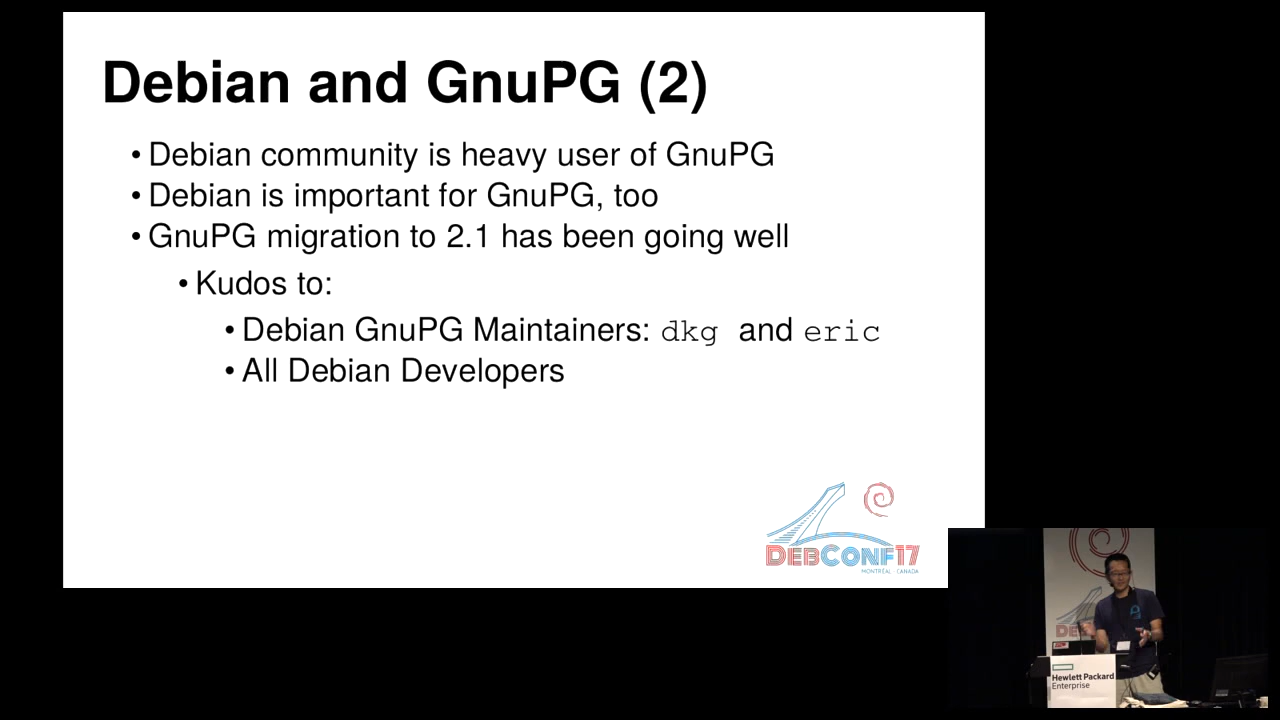 Debian and GnuPG (2)
• Debian community is heavy user of GnuPG
• Debian is important for GnuPG, too
• GnuPG migration to 2.1 has been going well
• Kudos to:
• Debian GnuPG Maintainers: dkg and eric
• All Debian Developers
DEBCONF17
MONTRÉAL CANADA
Hewlett Packard
Enterprise